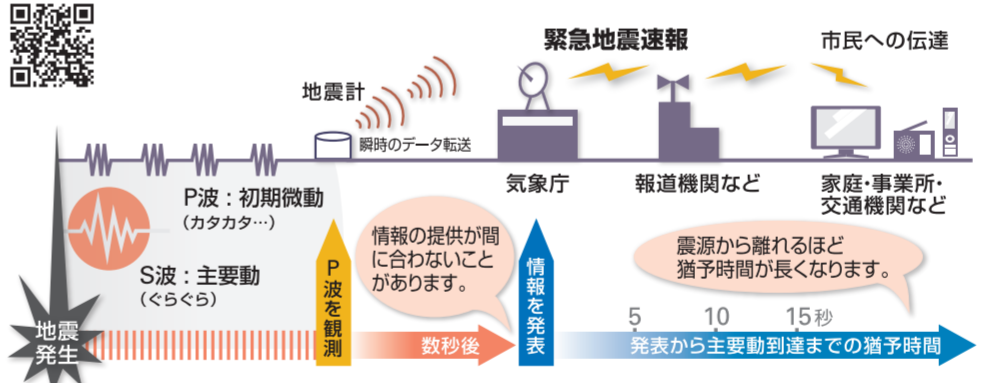 緊急地震速報
市民への伝達
地震計
瞬時のデータ転送
気象庁
報道機関など
家庭・事業所・
交通機関など
P波：初期微動
（カタカタ…）
S波：主要動
（ぐらぐら）
地震
発生
P波を観測
情報の提供が間
に合わないこと
があります。
数秒後
情報を発表
震源から離れるほど
猶予時間が長くなります。
5 10 15秒
発表から主要動到達までの猶予時間